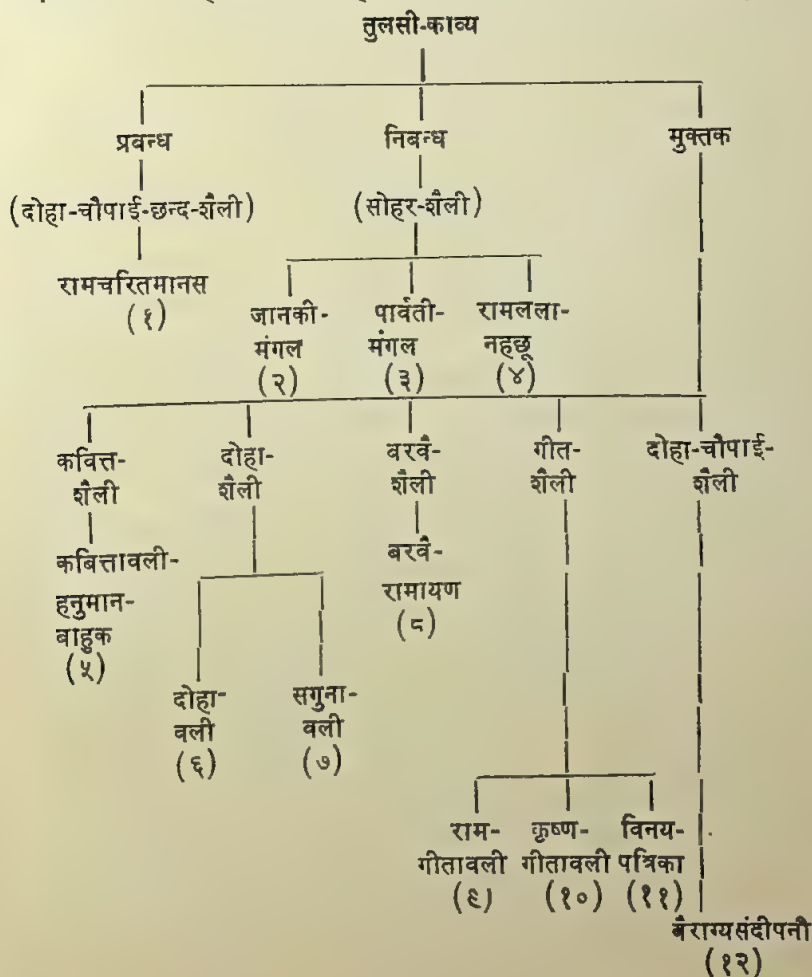 तुलसी-काव्य
प्रबन्ध निबन्ध मुक्तक
(दोहा-चौपाई-छन्द-शैली) (सोहर-शैली)
रामचरितमानस
(१)
जानकी- पार्वती- रामलला-
मंगल मंगल नहछू
(२) (३) (४)
कवित्त- दोहा- बरवै- गीत- दोहा-चौपाई-
शैली शैली शैली शैली शैली
कबित्तावली- बरवै-
हनुमान- रामायण
बाहुक (८)
(५)
दोहा- सगुना-
वली वली
(६) (७)
राम- कृष्ण- विनय-
गीतावली गीतावली पत्रिका
(९) (१०) (११)
वैराग्यसंदीपनी
(१२)